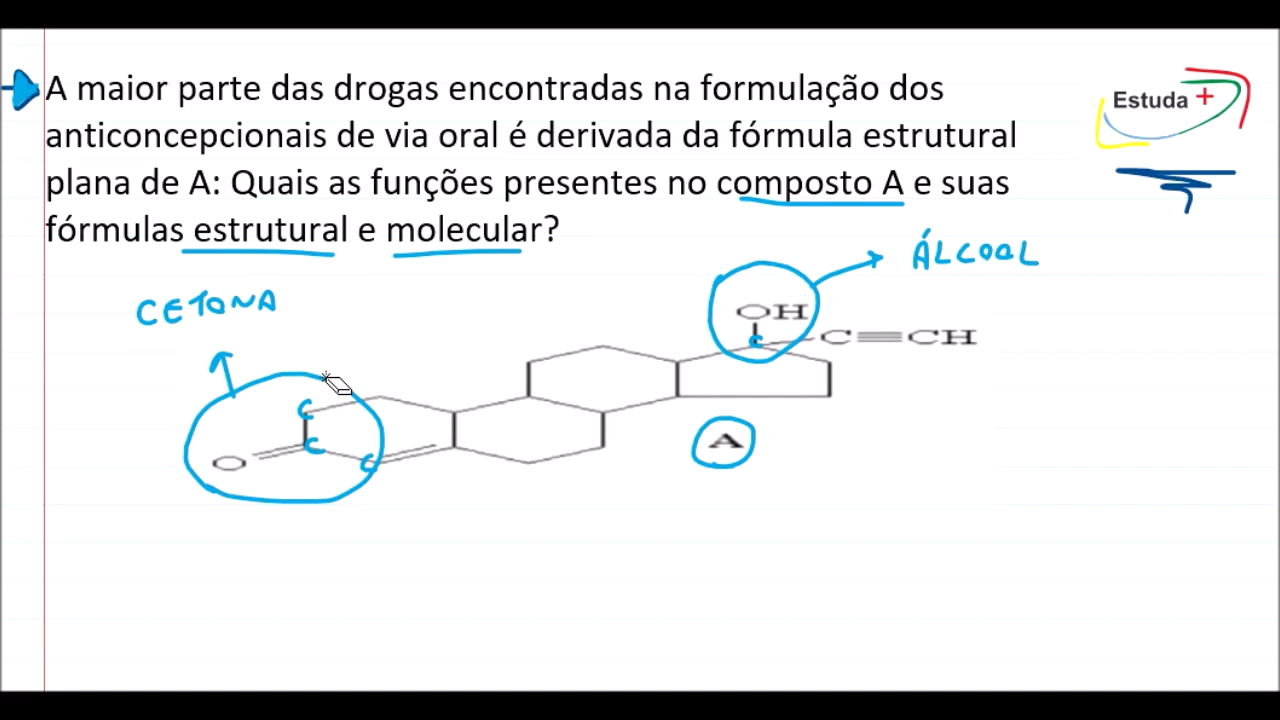 A maior parte das drogas encontradas na formulação dos
anticoncepcionais de via oral é derivada da fórmula estrutural
plana de A: Quais as funções presentes no composto A e suas
fórmulas estrutural e molecular?
Estuda +
ÁLCOOL
CETONA
OH
C
C≡CH
C
C
C
O
A